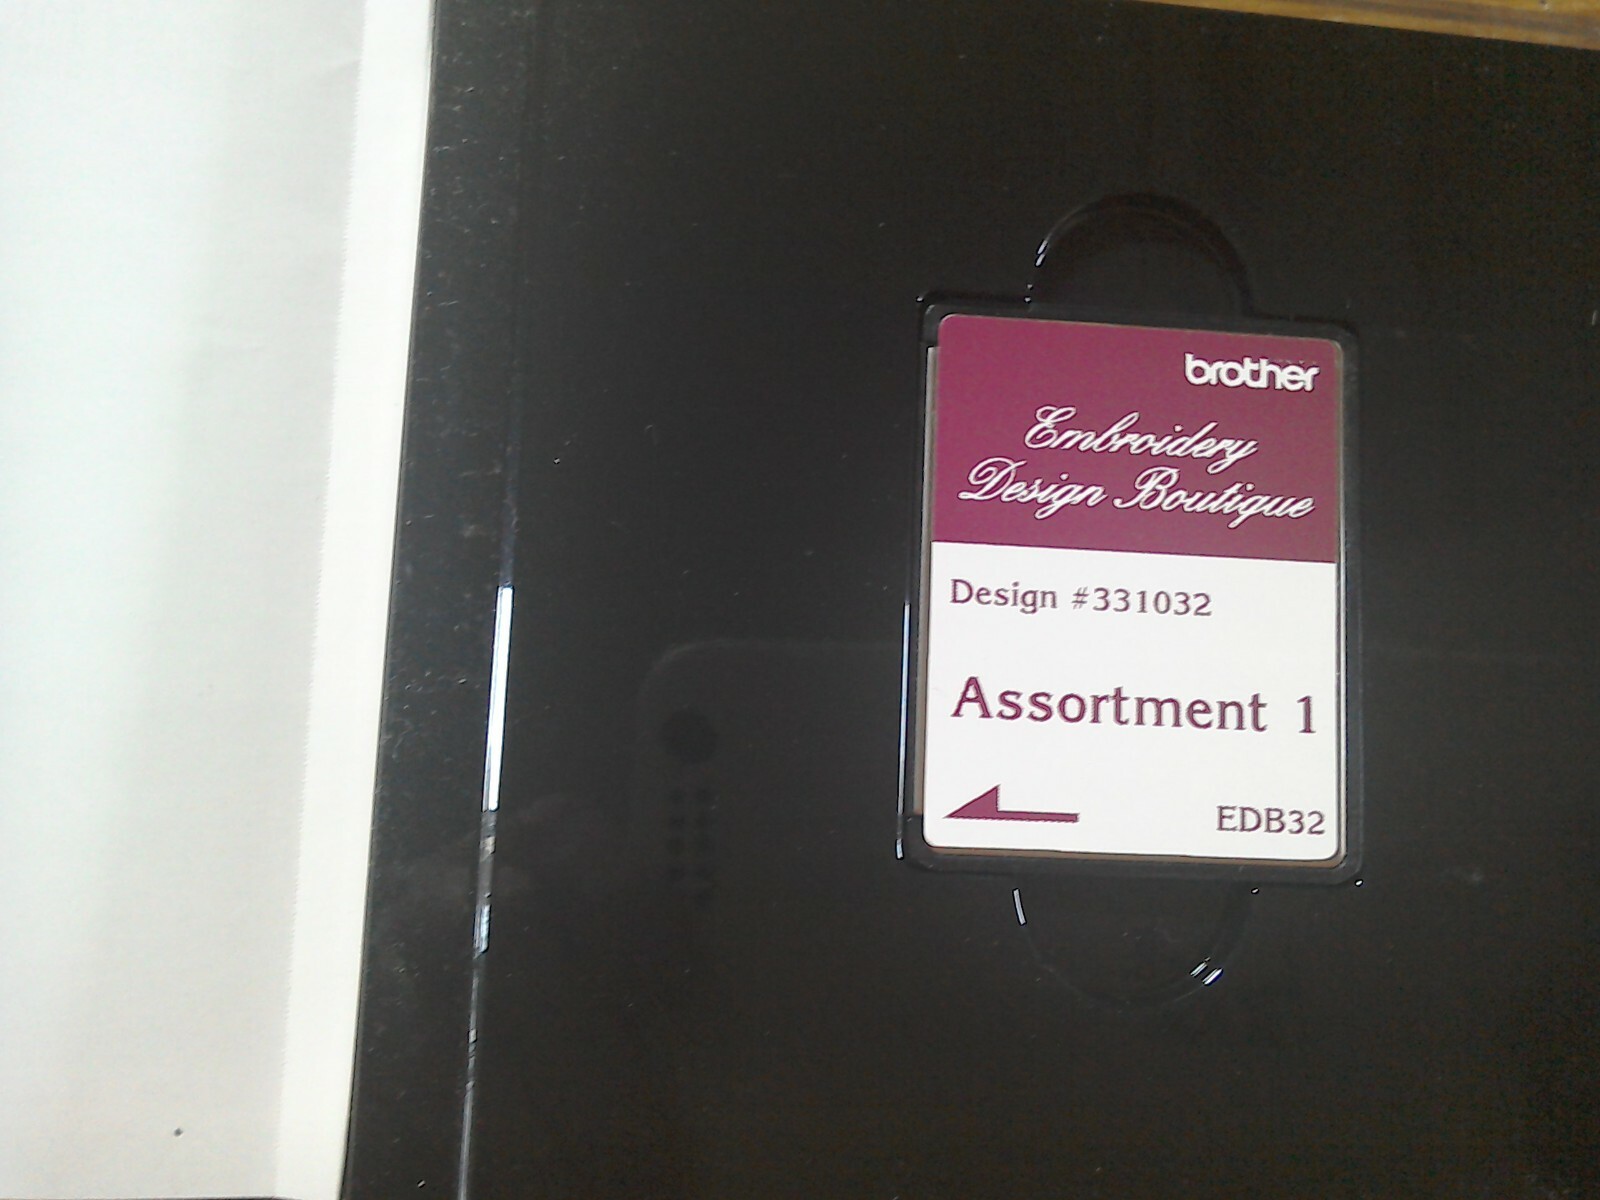 brother
Embroidery
Design Boutique
Design #331032
Assortment 1
EDB32